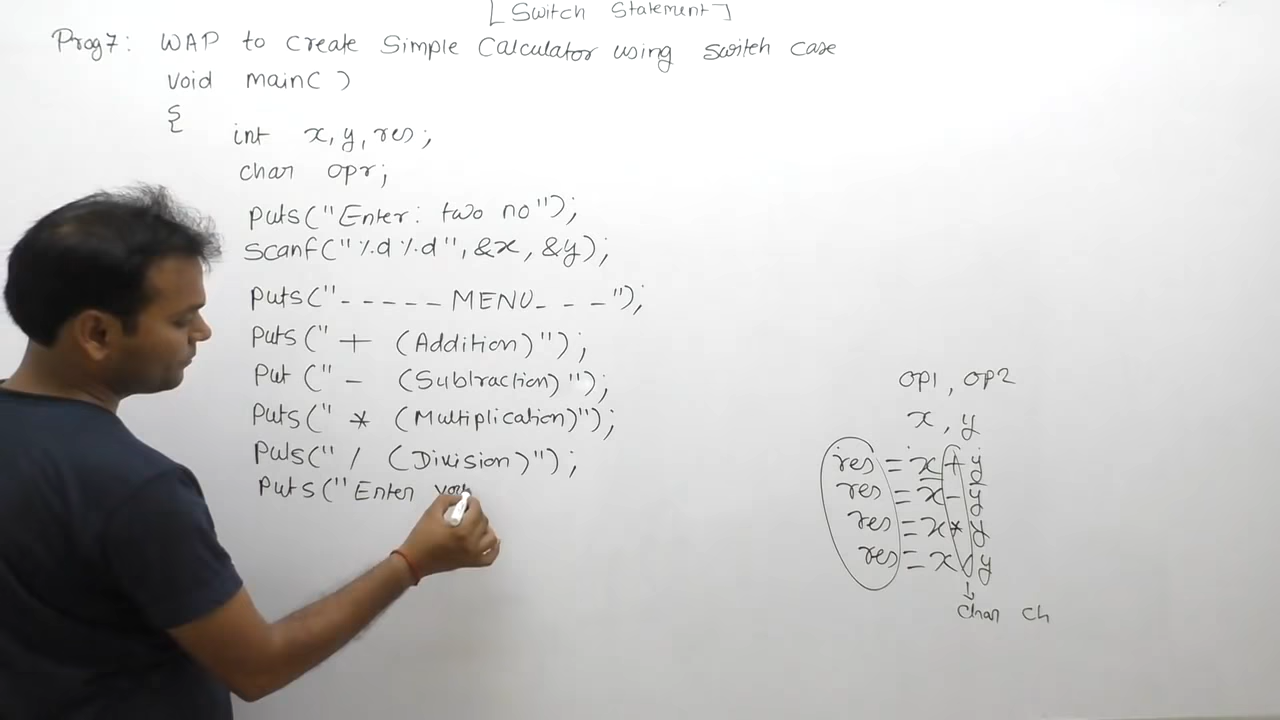 [Switch Statement]
Prog7: WAP to create Simple Calculator using switch case
void main( )
{
int x, y, res;
char opr;
puts("Enter: two no");
scanf("%d %d", &x, &y);
puts("- - - - - MENU - - -");
Puts(" + (Addition)");
Put (" - (Subtraction)");
Puts(" * (Multiplication)");
Puts(" / (Division)");
Puts(" Enter you
op1, op2
x, y
res = x + y
res = x - y
res = x * y
res = x / y
char ch